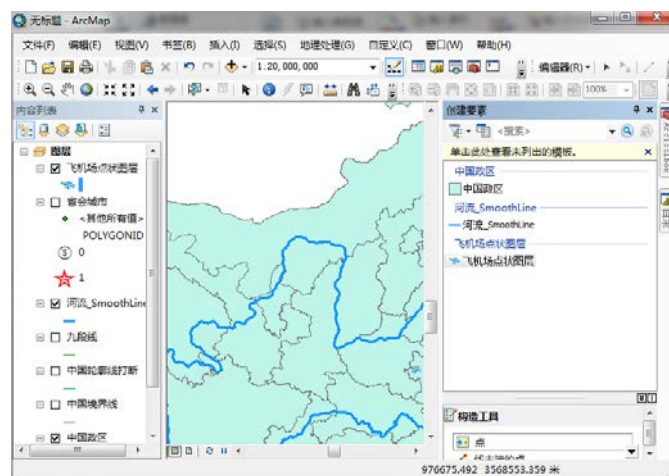 无标题 - ArcMap
文件(F) 编辑(E) 视图(V) 书签(B) 插入(I) 选择(S) 地理处理(G) 自定义(C) 窗口(W) 帮助(H)
1:20,000,000 编辑器(R)
100%
内容列表
图层
飞机场点状图层
省会城市
<其他所有值>
POLYGONID
0
1
河流_SmoothLine
九段线
中国轮廓线打断
中国境界线
中国政区
创建要素
<搜索>
单击此处查看未列出的模板。
中国政区
中国政区
河流_SmoothLine
河流_SmoothLine
飞机场点状图层
飞机场点状图层
构造工具
点
线末端的点
ArcToolbox
目录
976675.492 3568553.359 米